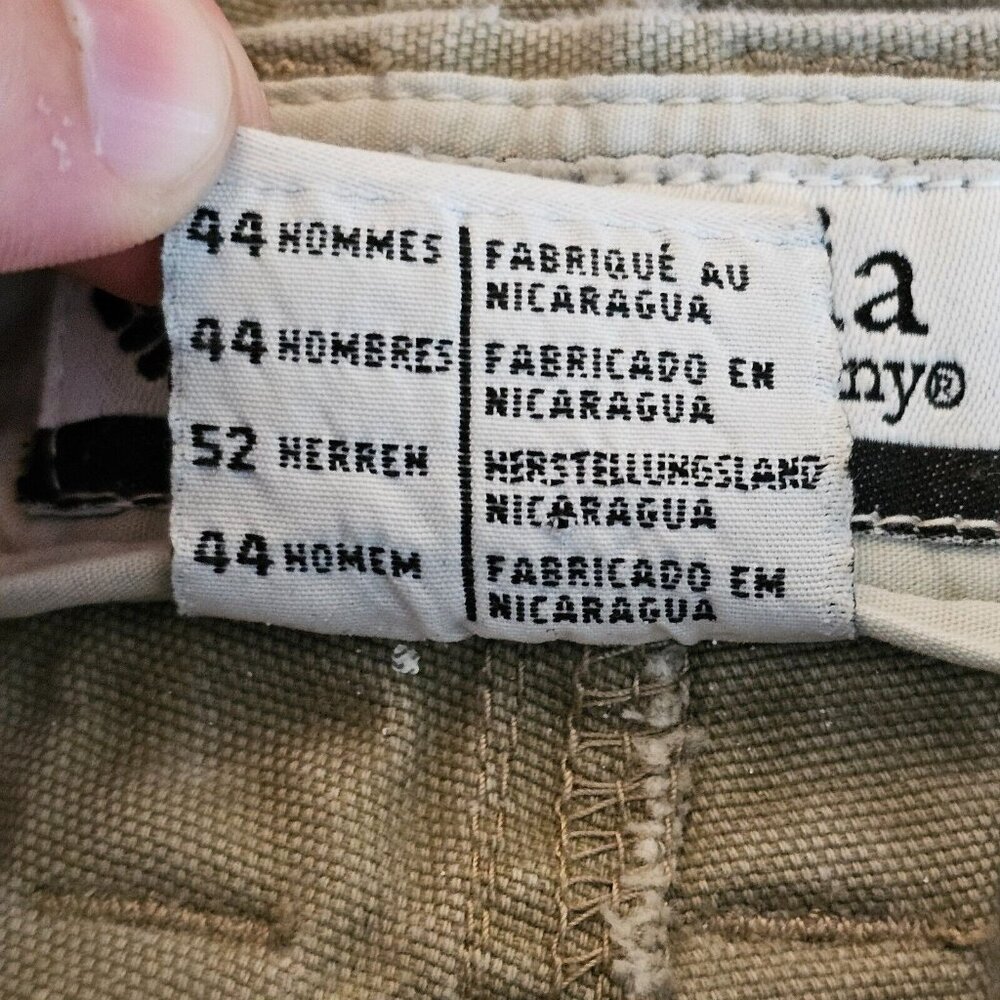 44 HOMMES
FABRIQUÉ AU
NICARAGUA
44 HOMBRES
FABRICADO EN
NICARAGUA
52 HERREN
HERSTELLUNGSLAND
NICARAGUA
44 HOMEM
FABRICADO EM
NICARAGUA